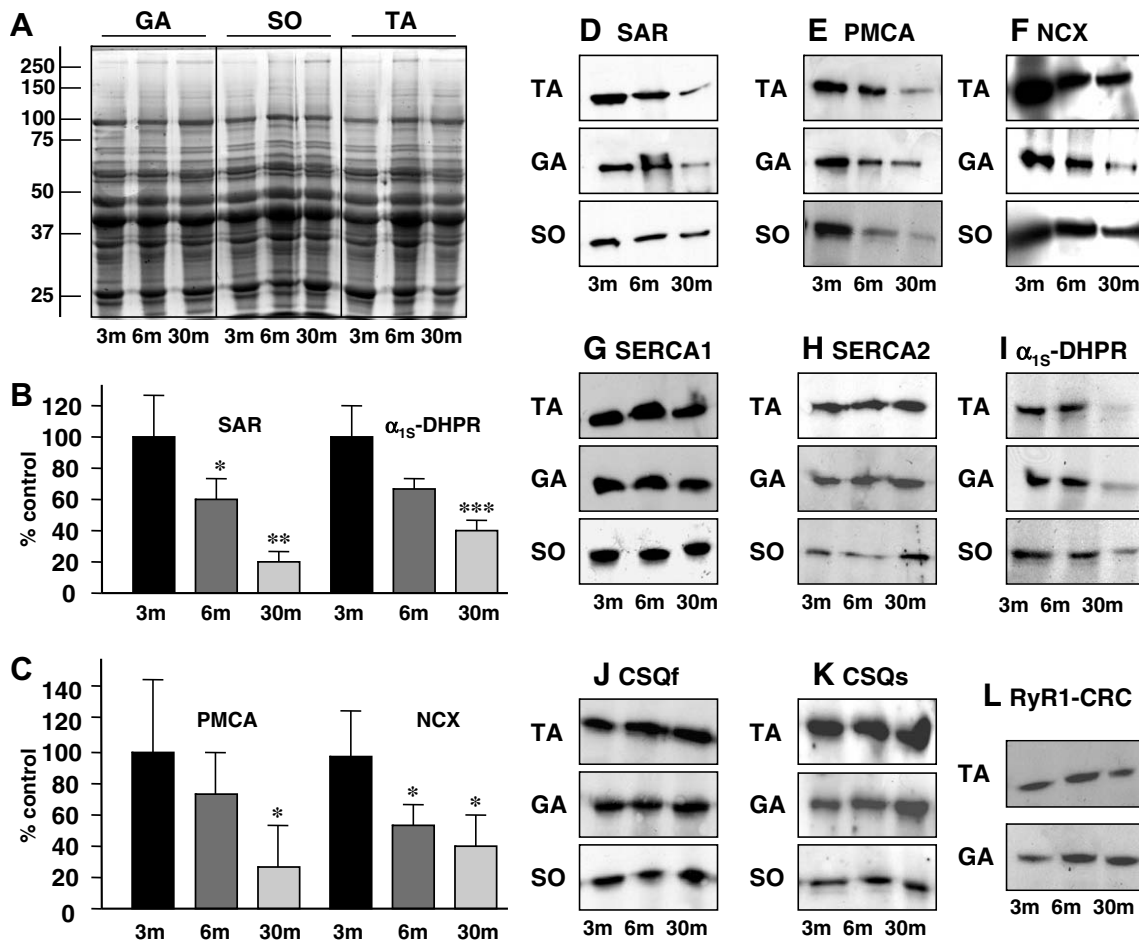 A GA SO TA
250
150
100
75
50
37
25
3m 6m 30m 3m 6m 30m 3m 6m 30m
B
% control
120
100
80
60
40
20
0
SAR
α1S-DHPR
*
**
***
3m 6m 30m 3m 6m 30m
C
% control
140
120
100
80
60
40
20
0
PMCA
NCX
*
*
*
3m 6m 30m 3m 6m 30m
D SAR
TA
GA
SO
3m 6m 30m
E PMCA
TA
GA
SO
3m 6m 30m
F NCX
TA
GA
SO
3m 6m 30m
G SERCA1
TA
GA
SO
3m 6m 30m
H SERCA2
TA
GA
SO
3m 6m 30m
I α1S-DHPR
TA
GA
SO
3m 6m 30m
J CSQf
TA
GA
SO
3m 6m 30m
K CSQs
TA
GA
SO
3m 6m 30m
L RyR1-CRC
TA
GA
3m 6m 30m